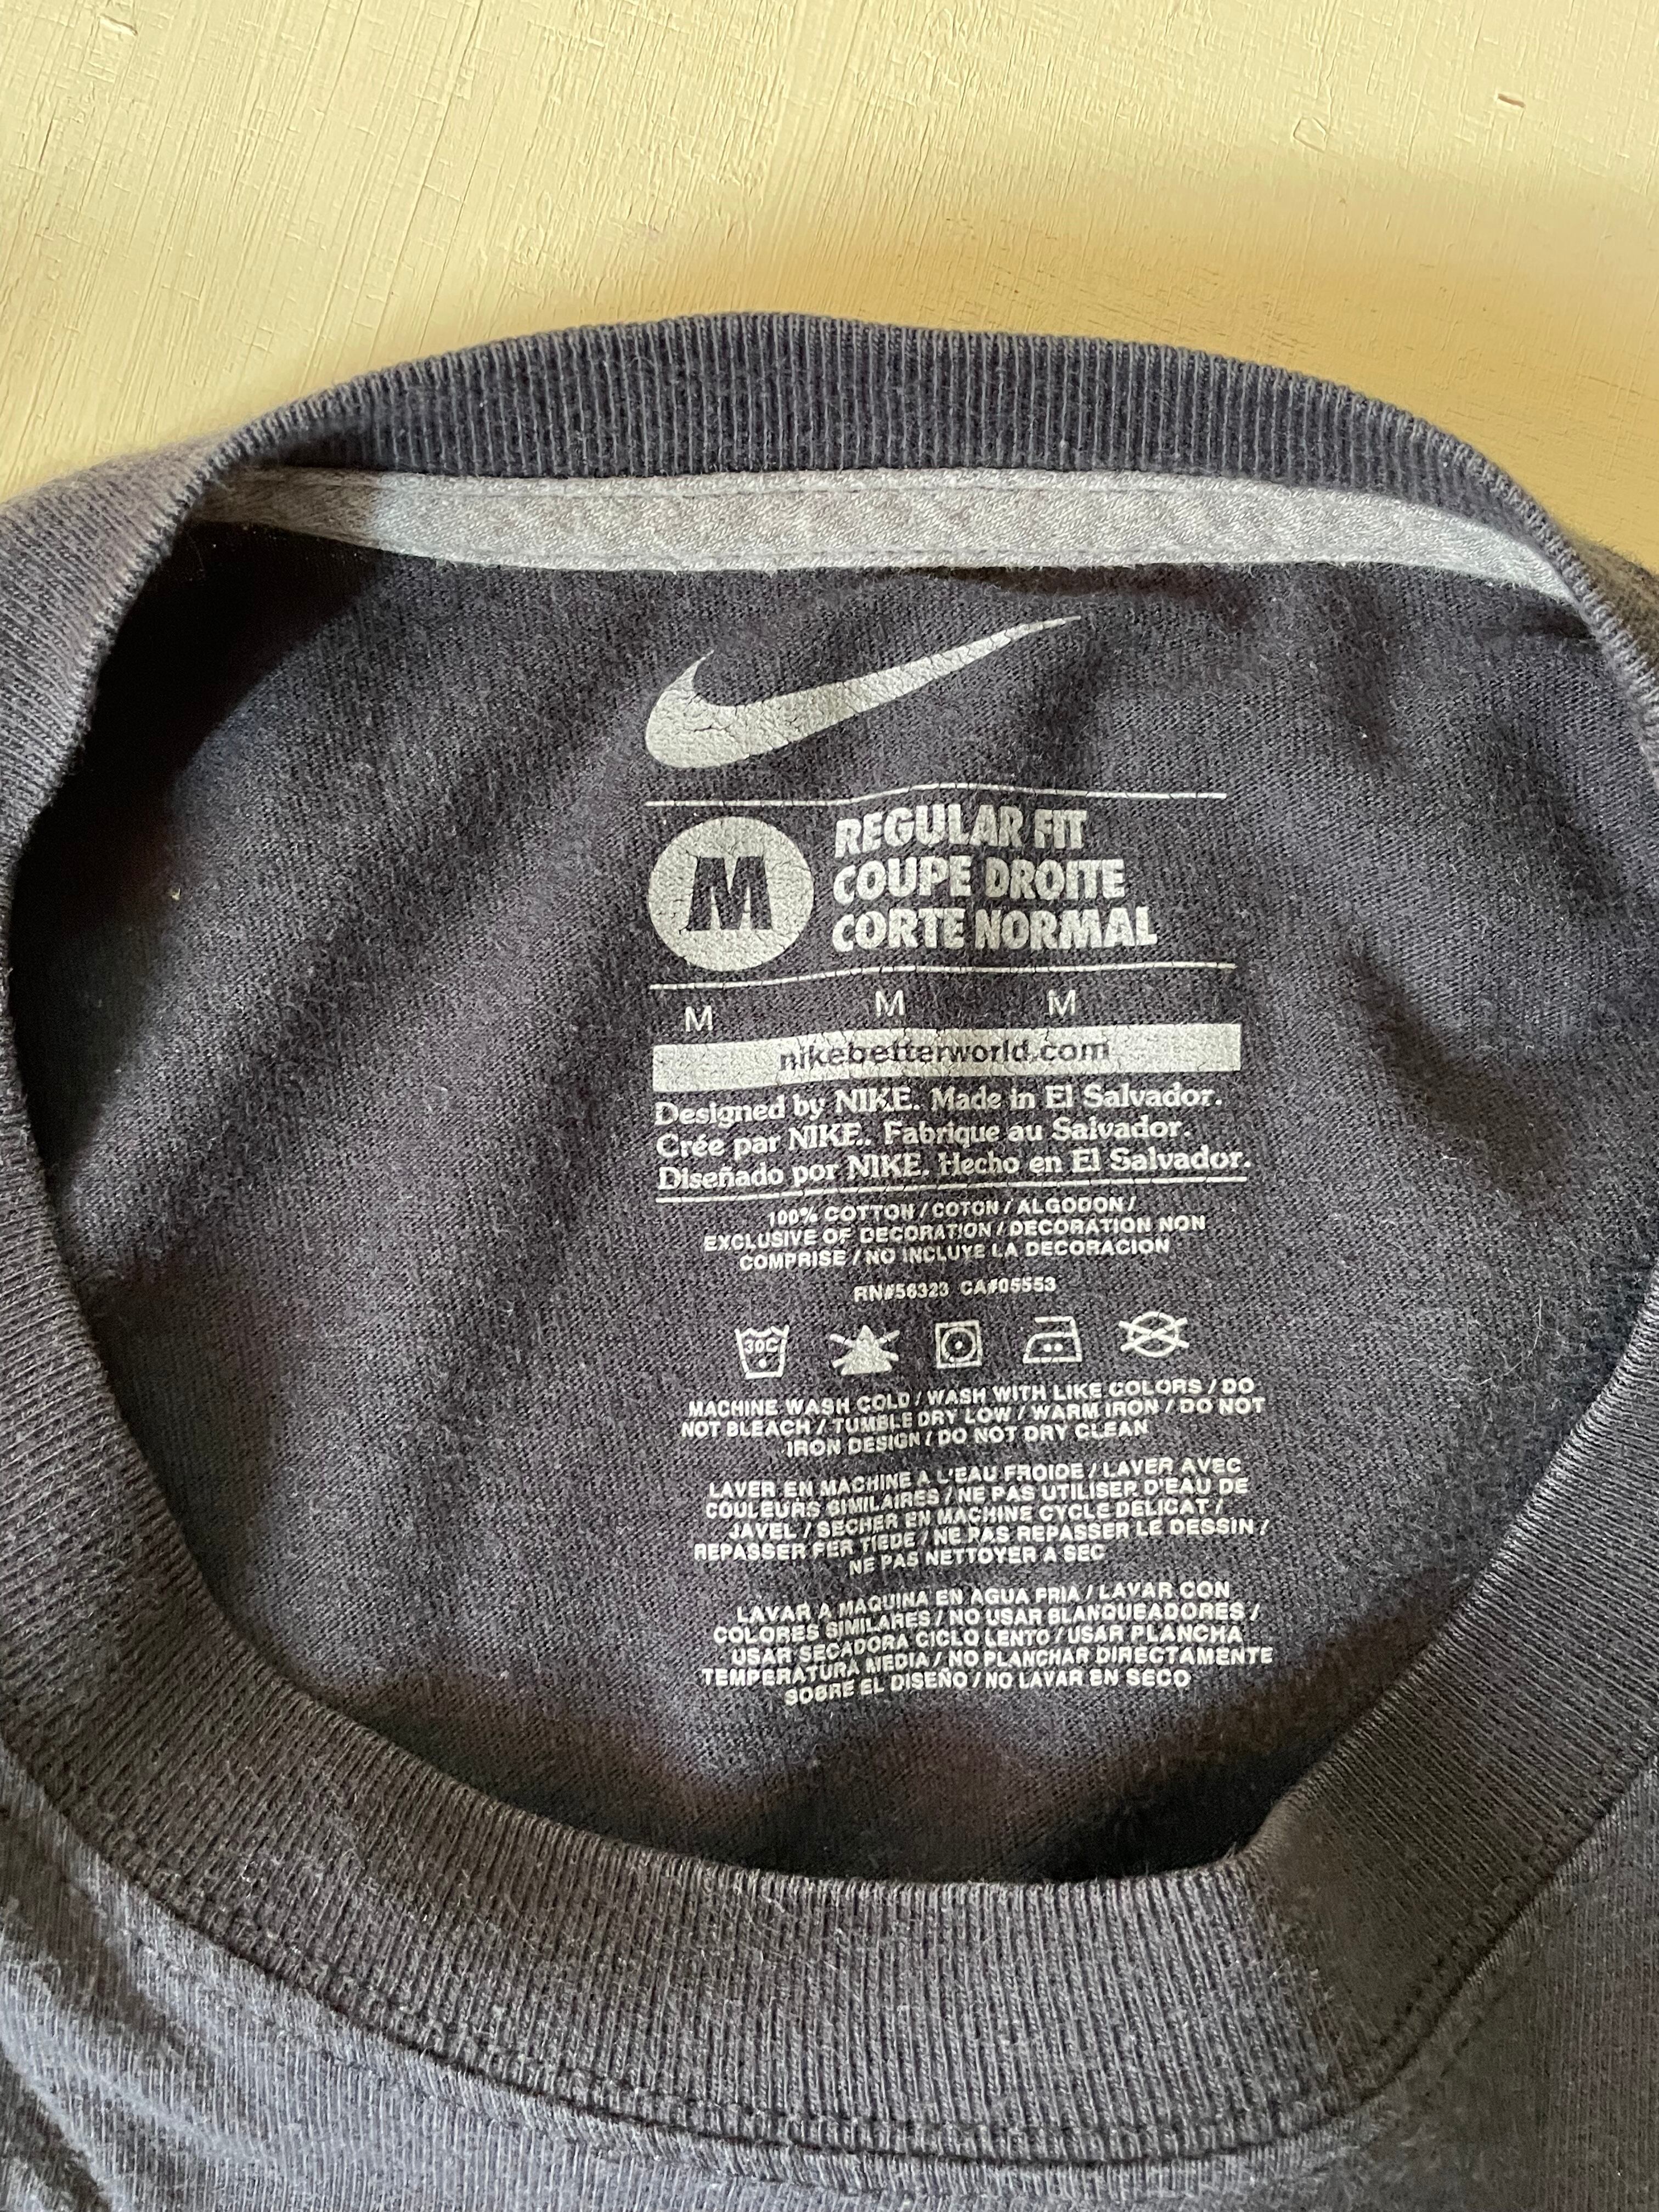 M
REGULAR FIT
COUPE DROITE
CORTE NORMAL
M M M
nikebetterworld.com
Designed by NIKE. Made in El Salvador.
Crée par NIKE. Fabrique au Salvador.
Diseñado por NIKE. Hecho en El Salvador.
100% COTTON / COTON / ALGODON /
EXCLUSIVE OF DECORATION / DECORATION NON
COMPRISE / NO INCLUYE LA DECORACION
RN#56323 CA#05553
30C
MACHINE WASH COLD / WASH WITH LIKE COLORS / DO
NOT BLEACH / TUMBLE DRY LOW / WARM IRON / DO NOT
IRON DESIGN / DO NOT DRY CLEAN
LAVER EN MACHINE A L'EAU FROIDE / LAVER AVEC
COULEURS SIMILAIRES / NE PAS UTILISER D'EAU DE
JAVEL / SECHER EN MACHINE CYCLE DELICAT /
REPASSER FER TIEDE / NE PAS REPASSER LE DESSIN /
NE PAS NETTOYER A SEC
LAVAR A MAQUINA EN AGUA FRIA / LAVAR CON
COLORES SIMILARES / NO USAR BLANQUEADORES /
USAR SECADORA CICLO LENTO / USAR PLANCHA
TEMPERATURA MEDIA / NO PLANCHAR DIRECTAMENTE
SOBRE EL DISEÑO / NO LAVAR EN SECO